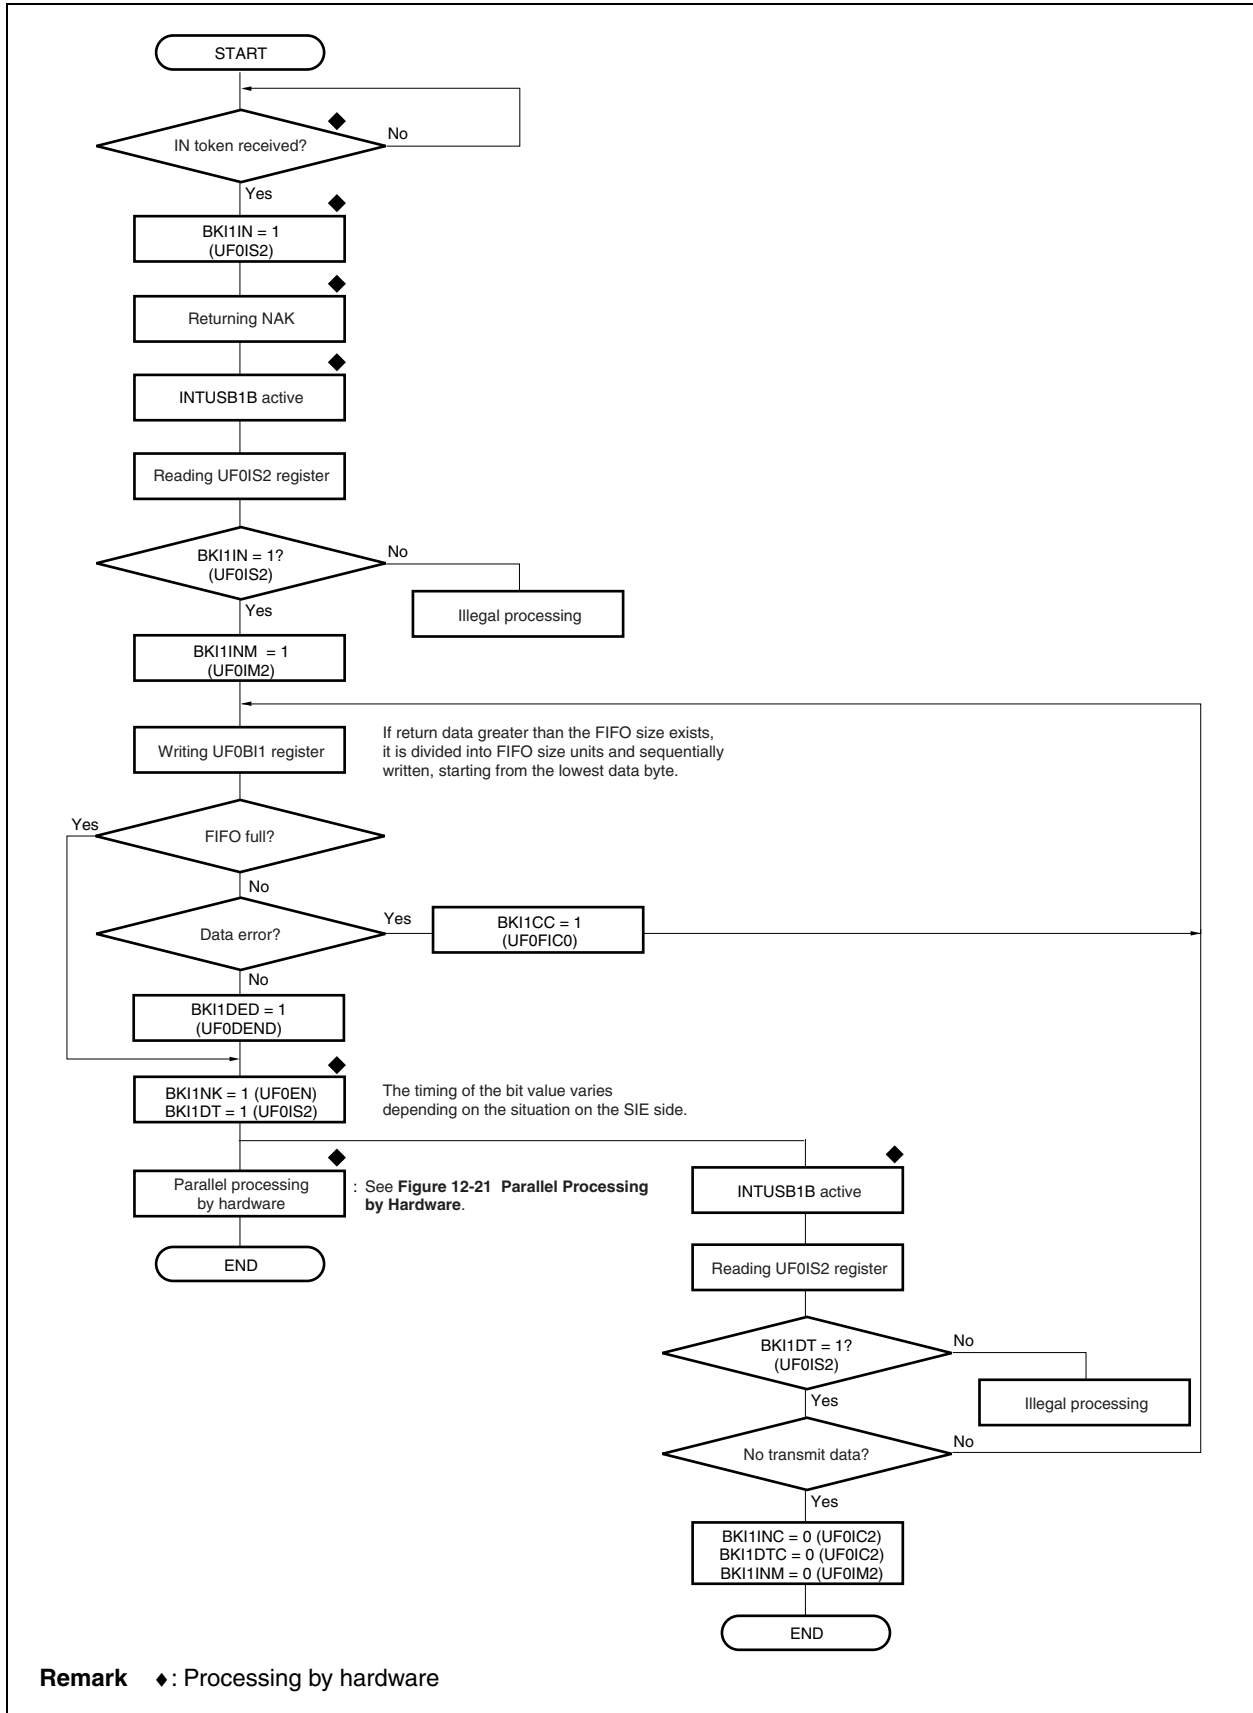 START
IN token received?
No
Yes
BKI1IN = 1
(UF0IS2)
Returning NAK
INTUSB1B active
Reading UF0IS2 register
BKI1IN = 1?
(UF0IS2)
No
Illegal processing
Yes
BKI1INM = 1
(UF0IM2)
Writing UF0BI1 register
If return data greater than the FIFO size exists,
it is divided into FIFO size units and sequentially
written, starting from the lowest data byte.
Yes
FIFO full?
No
Data error?
Yes
BKI1CC = 1
(UF0FIC0)
No
BKI1DED = 1
(UF0DEND)
BKI1NK = 1 (UF0EN)
BKI1DT = 1 (UF0IS2)
The timing of the bit value varies
depending on the situation on the SIE side.
Parallel processing
by hardware
: See Figure 12-21 Parallel Processing
by Hardware.
END
INTUSB1B active
Reading UF0IS2 register
BKI1DT = 1?
(UF0IS2)
No
Illegal processing
Yes
No transmit data?
No
Yes
BKI1INC = 0 (UF0IC2)
BKI1DTC = 0 (UF0IC2)
BKI1INM = 0 (UF0IM2)
END
Remark ♦: Processing by hardware